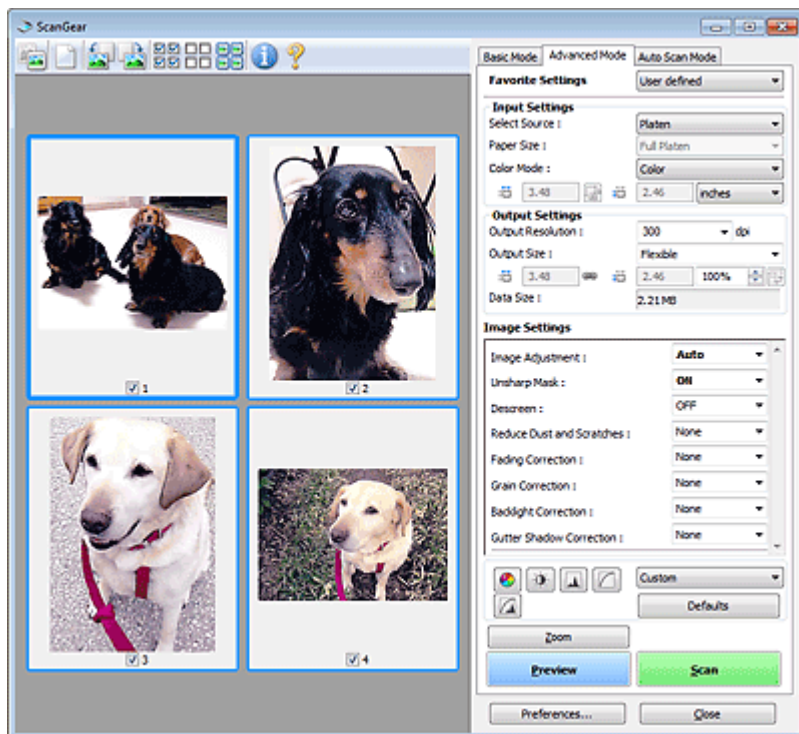 ScanGear
Basic Mode Advanced Mode Auto Scan Mode
Favorite Settings User defined
Input Settings
Select Source : Platen
Paper Size : Full Platen
Color Mode : Color
3.48 2.46 inches
Output Settings
Output Resolution : 300 dpi
Output Size : Flexible
3.48 2.46 100%
Data Size : 2.21 MB
Image Settings
Image Adjustment : Auto
Unsharp Mask : ON
Descreen : OFF
Reduce Dust and Scratches : None
Fading Correction : None
Grain Correction : None
Backlight Correction : None
Gutter Shadow Correction : None
Custom
Defaults
Zoom
Preview Scan
Preferences... Close
1
2
3
4